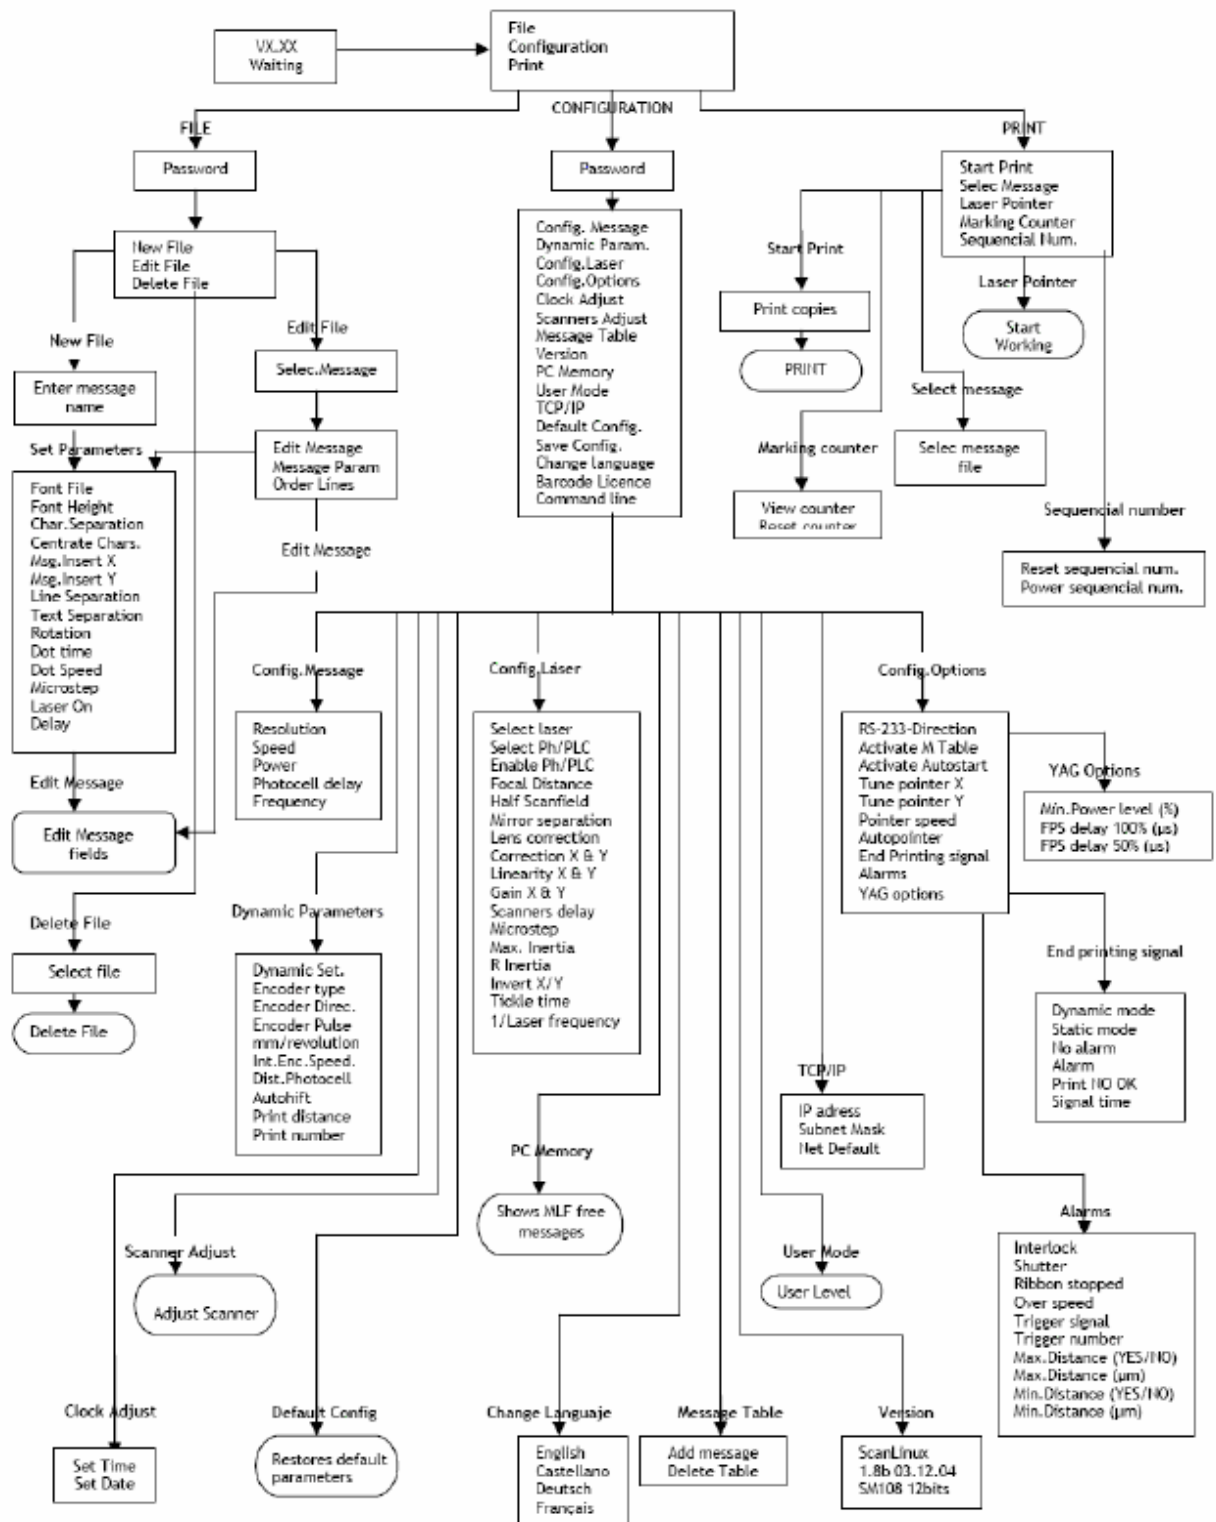 VX.XX
Waiting
File
Configuration
Print
FILE
CONFIGURATION
PRINT
Password
Password
Start Print
Selec Message
Laser Pointer
Marking Counter
Sequencial Num.
New File
Edit File
Delete File
Config. Message
Dynamic Param.
Config.Laser
Config.Options
Clock Adjust
Scanners Adjust
Message Table
Version
PC Memory
User Mode
TCP/IP
Default Config.
Save Config.
Change language
Barcode Licence
Command line
Start Print
Laser Pointer
Print copies
Start
Working
PRINT
New File
Edit File
Enter message
name
Selec.Message
Select message
Selec message
file
Marking counter
View counter
Reset counter
Sequencial number
Reset sequencial num.
Power sequencial num.
Set Parameters
Edit Message
Message Param
Order Lines
Font File
Font Height
Char.Separation
Centrate Chars.
Msg.Insert X
Msg.Insert Y
Line Separation
Text Separation
Rotation
Dot time
Dot Speed
Microstep
Laser On
Delay
Edit Message
Edit Message
Edit Message
fields
Config.Message
Resolution
Speed
Power
Photocell delay
Frequency
Config.Láser
Select laser
Select Ph/PLC
Enable Ph/PLC
Focal Distance
Half Scanfield
Mirror separation
Lens correction
Correction X & Y
Linearity X & Y
Gain X & Y
Scanners delay
Microstep
Max. Inertia
R Inertia
Invert X/Y
Tickle time
1/Laser frequency
Config.Options
RS-233-Direction
Activate M Table
Activate Autostart
Tune pointer X
Tune pointer Y
Pointer speed
Autopointer
End Printing signal
Alarms
YAG options
YAG Options
Min.Power level (%)
FPS delay 100% (µs)
FPS delay 50% (µs)
Delete File
Select file
Delete File
Dynamic Parameters
Dynamic Set.
Encoder type
Encoder Direc.
Encoder Pulse
mm/revolution
Int.Enc.Speed.
Dist.Photocell
Autohift
Print distance
Print number
End printing signal
Dynamic mode
Static mode
No alarm
Alarm
Print NO OK
Signal time
TCP/IP
IP adress
Subnet Mask
Net Default
PC Memory
Shows MLF free
messages
Alarms
Interlock
Shutter
Ribbon stopped
Over speed
Trigger signal
Trigger number
Max.Distance (YES/NO)
Max.Distance (µm)
Min.Distance (YES/NO)
Min.Distance (µm)
Scanner Adjust
Adjust Scanner
User Mode
User Level
Clock Adjust
Set Time
Set Date
Default Config
Restores default
parameters
Change Languaje
English
Castellano
Deutsch
Français
Message Table
Add message
Delete Table
Version
ScanLinux
1.8b 03.12.04
SM108 12bits